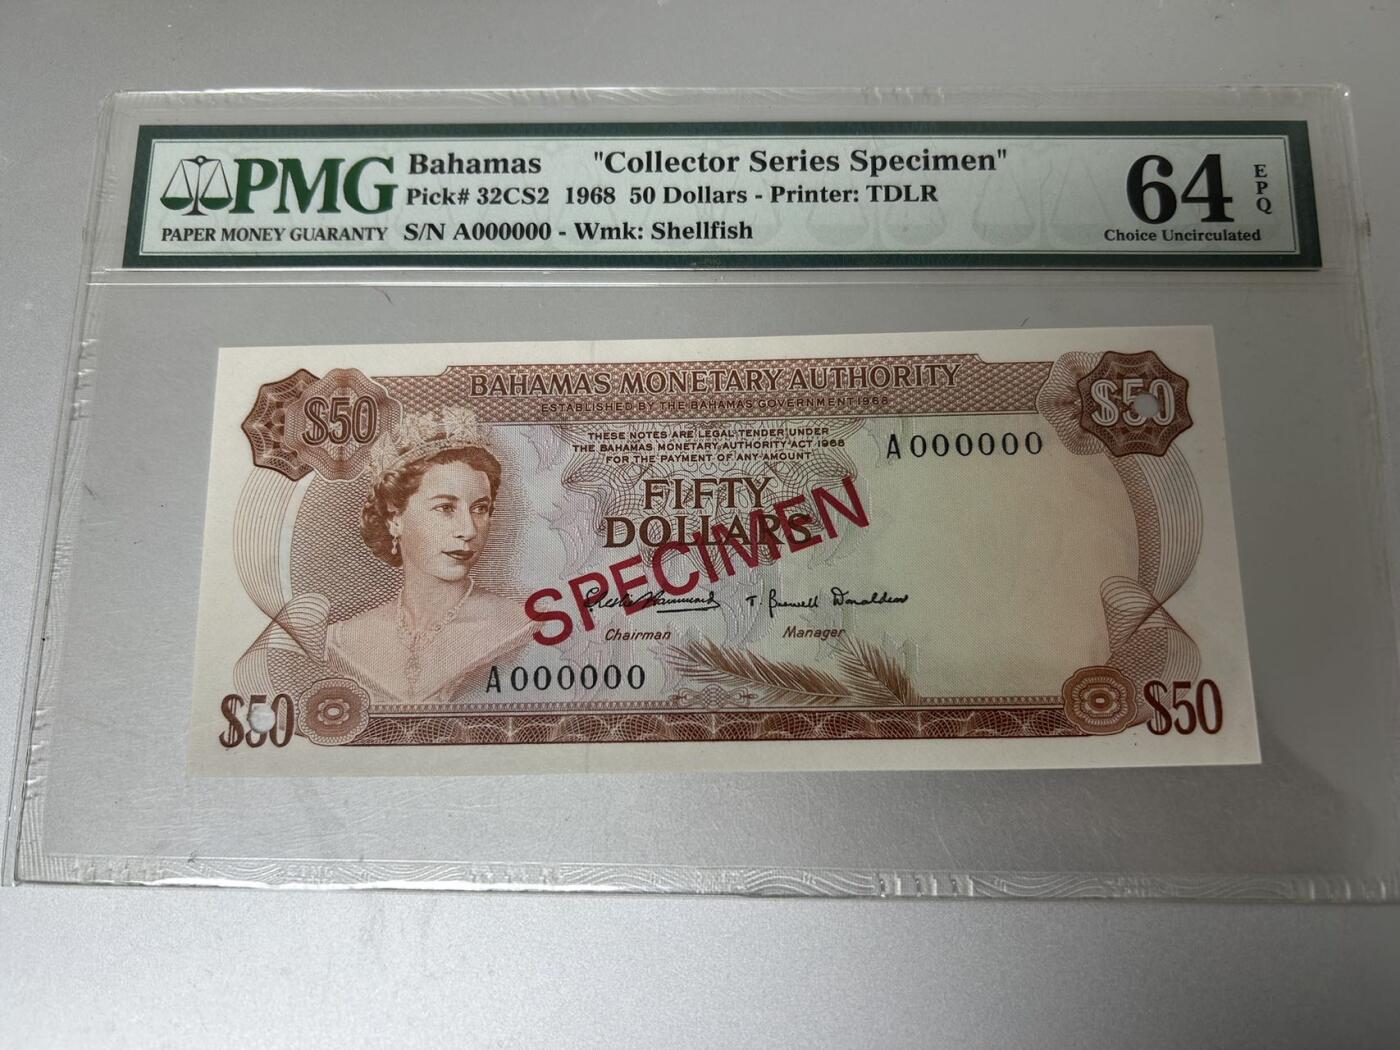 PMG
PAPER MONEY GUARANTY
Bahamas "Collector Series Specimen"
Pick# 32CS2 1968 50 Dollars - Printer: TDLR
S/N A000000 - Wmk: Shellfish
64
EPQ
Choice Uncirculated
$50
BAHAMAS MONETARY AUTHORITY
ESTABLISHED BY THE BAHAMAS GOVERNMENT 1968
$50
THESE NOTES ARE LEGAL TENDER UNDER
THE BAHAMAS MONETARY AUTHORITY ACT 1968
FOR THE PAYMENT OF ANY AMOUNT
A000000
FIFTY
DOLLARS
SPECIMEN
Chairman
T. Donaldson
Manager
A000000
$50
$50